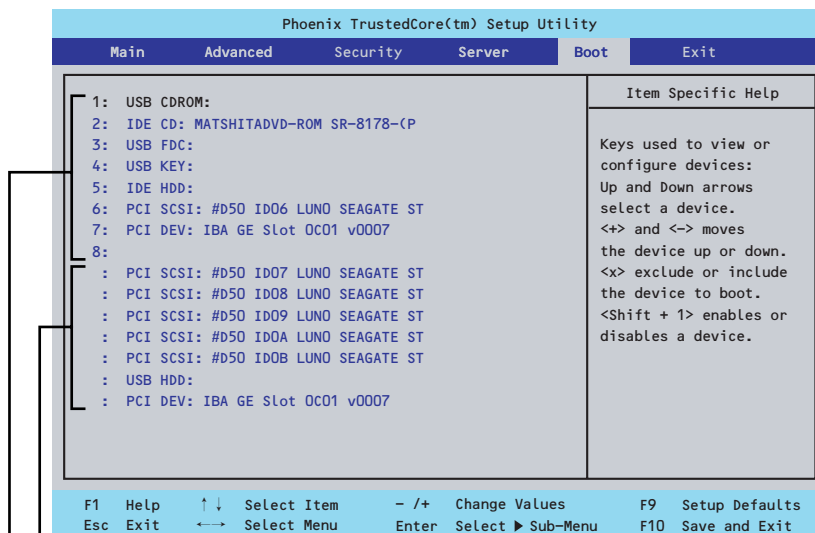 Phoenix TrustedCore(tm) Setup Utility
Main Advanced Security Server Boot Exit
1: USB CDROM:
2: IDE CD: MATSHITADVD-ROM SR-8178-(P
3: USB FDC:
4: USB KEY:
5: IDE HDD:
6: PCI SCSI: #D50 ID06 LUN0 SEAGATE ST
7: PCI DEV: IBA GE Slot 0C01 v0007
8:
: PCI SCSI: #D50 ID07 LUN0 SEAGATE ST
: PCI SCSI: #D50 ID08 LUN0 SEAGATE ST
: PCI SCSI: #D50 ID09 LUN0 SEAGATE ST
: PCI SCSI: #D50 ID0A LUN0 SEAGATE ST
: PCI SCSI: #D50 ID0B LUN0 SEAGATE ST
: USB HDD:
: PCI DEV: IBA GE Slot 0C01 v0007
Item Specific Help
Keys used to view or
configure devices:
Up and Down arrows
select a device.
<+> and <-> moves
the device up or down.
<x> exclude or include
the device to boot.
<Shift + 1> enables or
disables a device.
F1 Help ↑↓ Select Item - /+ Change Values F9 Setup Defaults
Esc Exit ←→ Select Menu Enter Select ▶ Sub-Menu F10 Save and Exit